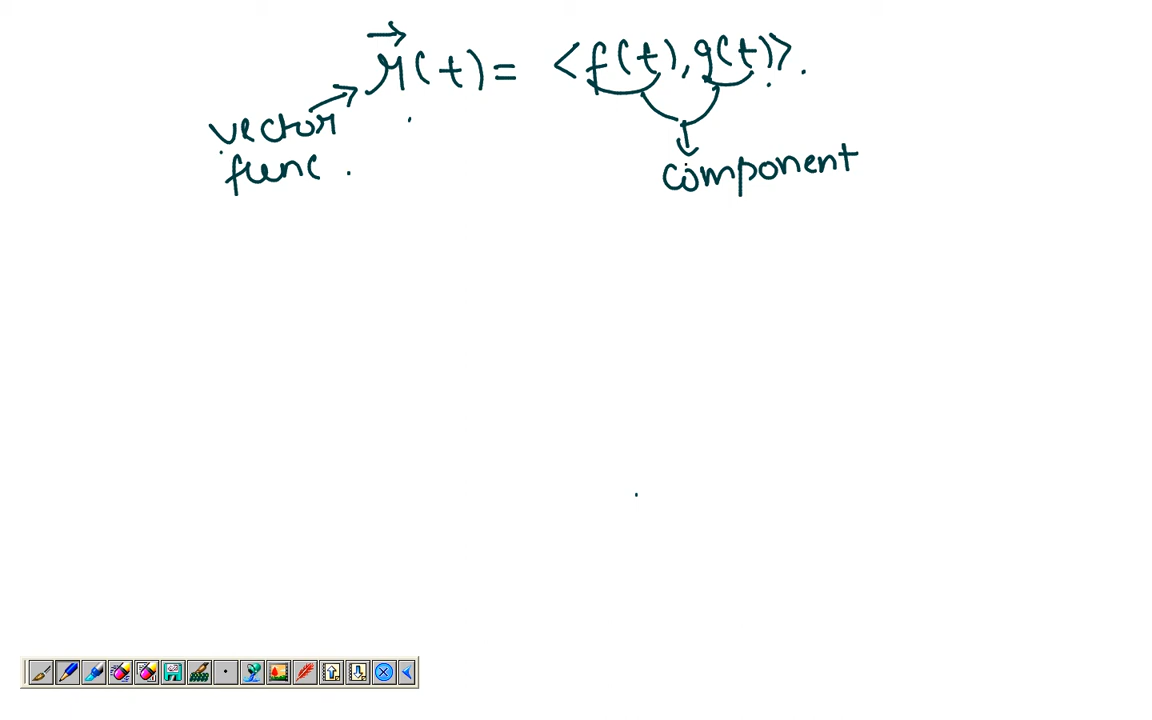 r⃗(t) = <f(t), g(t)>.
vector
func.
component